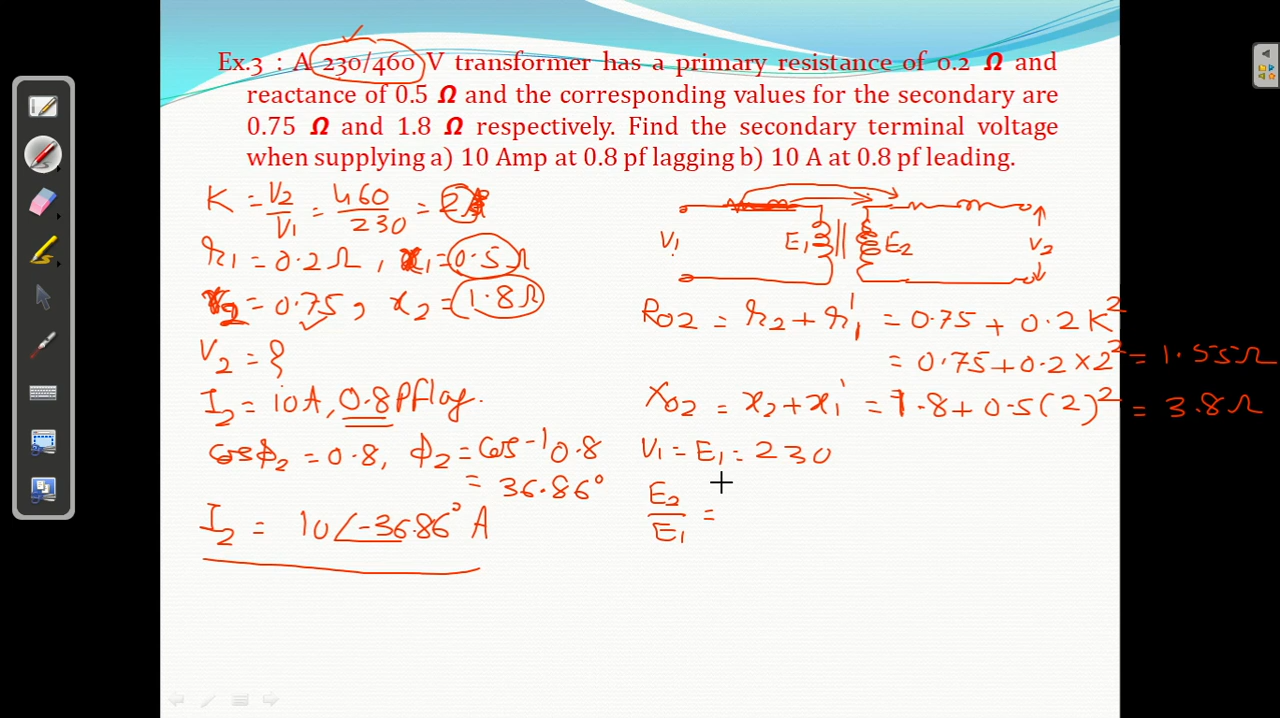 Ex.3 : A 230/460 V transformer has a primary resistance of 0.2 Ω and
reactance of 0.5 Ω and the corresponding values for the secondary are
0.75 Ω and 1.8 Ω respectively. Find the secondary terminal voltage
when supplying a) 10 Amp at 0.8 pf lagging b) 10 A at 0.8 pf leading.
K = V2/V1 = 460/230 = 2
r1 = 0.2 Ω, x1 = 0.5 Ω
r2 = 0.75, x2 = 1.8 Ω
V2 = ?
I2 = 10A, 0.8 Pf lag.
cosϕ2 = 0.8, ϕ2 = cos-1 0.8
= 36.86°
I2 = 10∠-36.86° A
V1 E1 E2 V2
R02 = r2 + r1' = 0.75 + 0.2 K²
= 0.75 + 0.2 × 2² = 1.55 Ω
X02 = x2 + x1' = 1.8 + 0.5(2)² = 3.8 Ω
V1 = E1 = 230
E2/E1 =